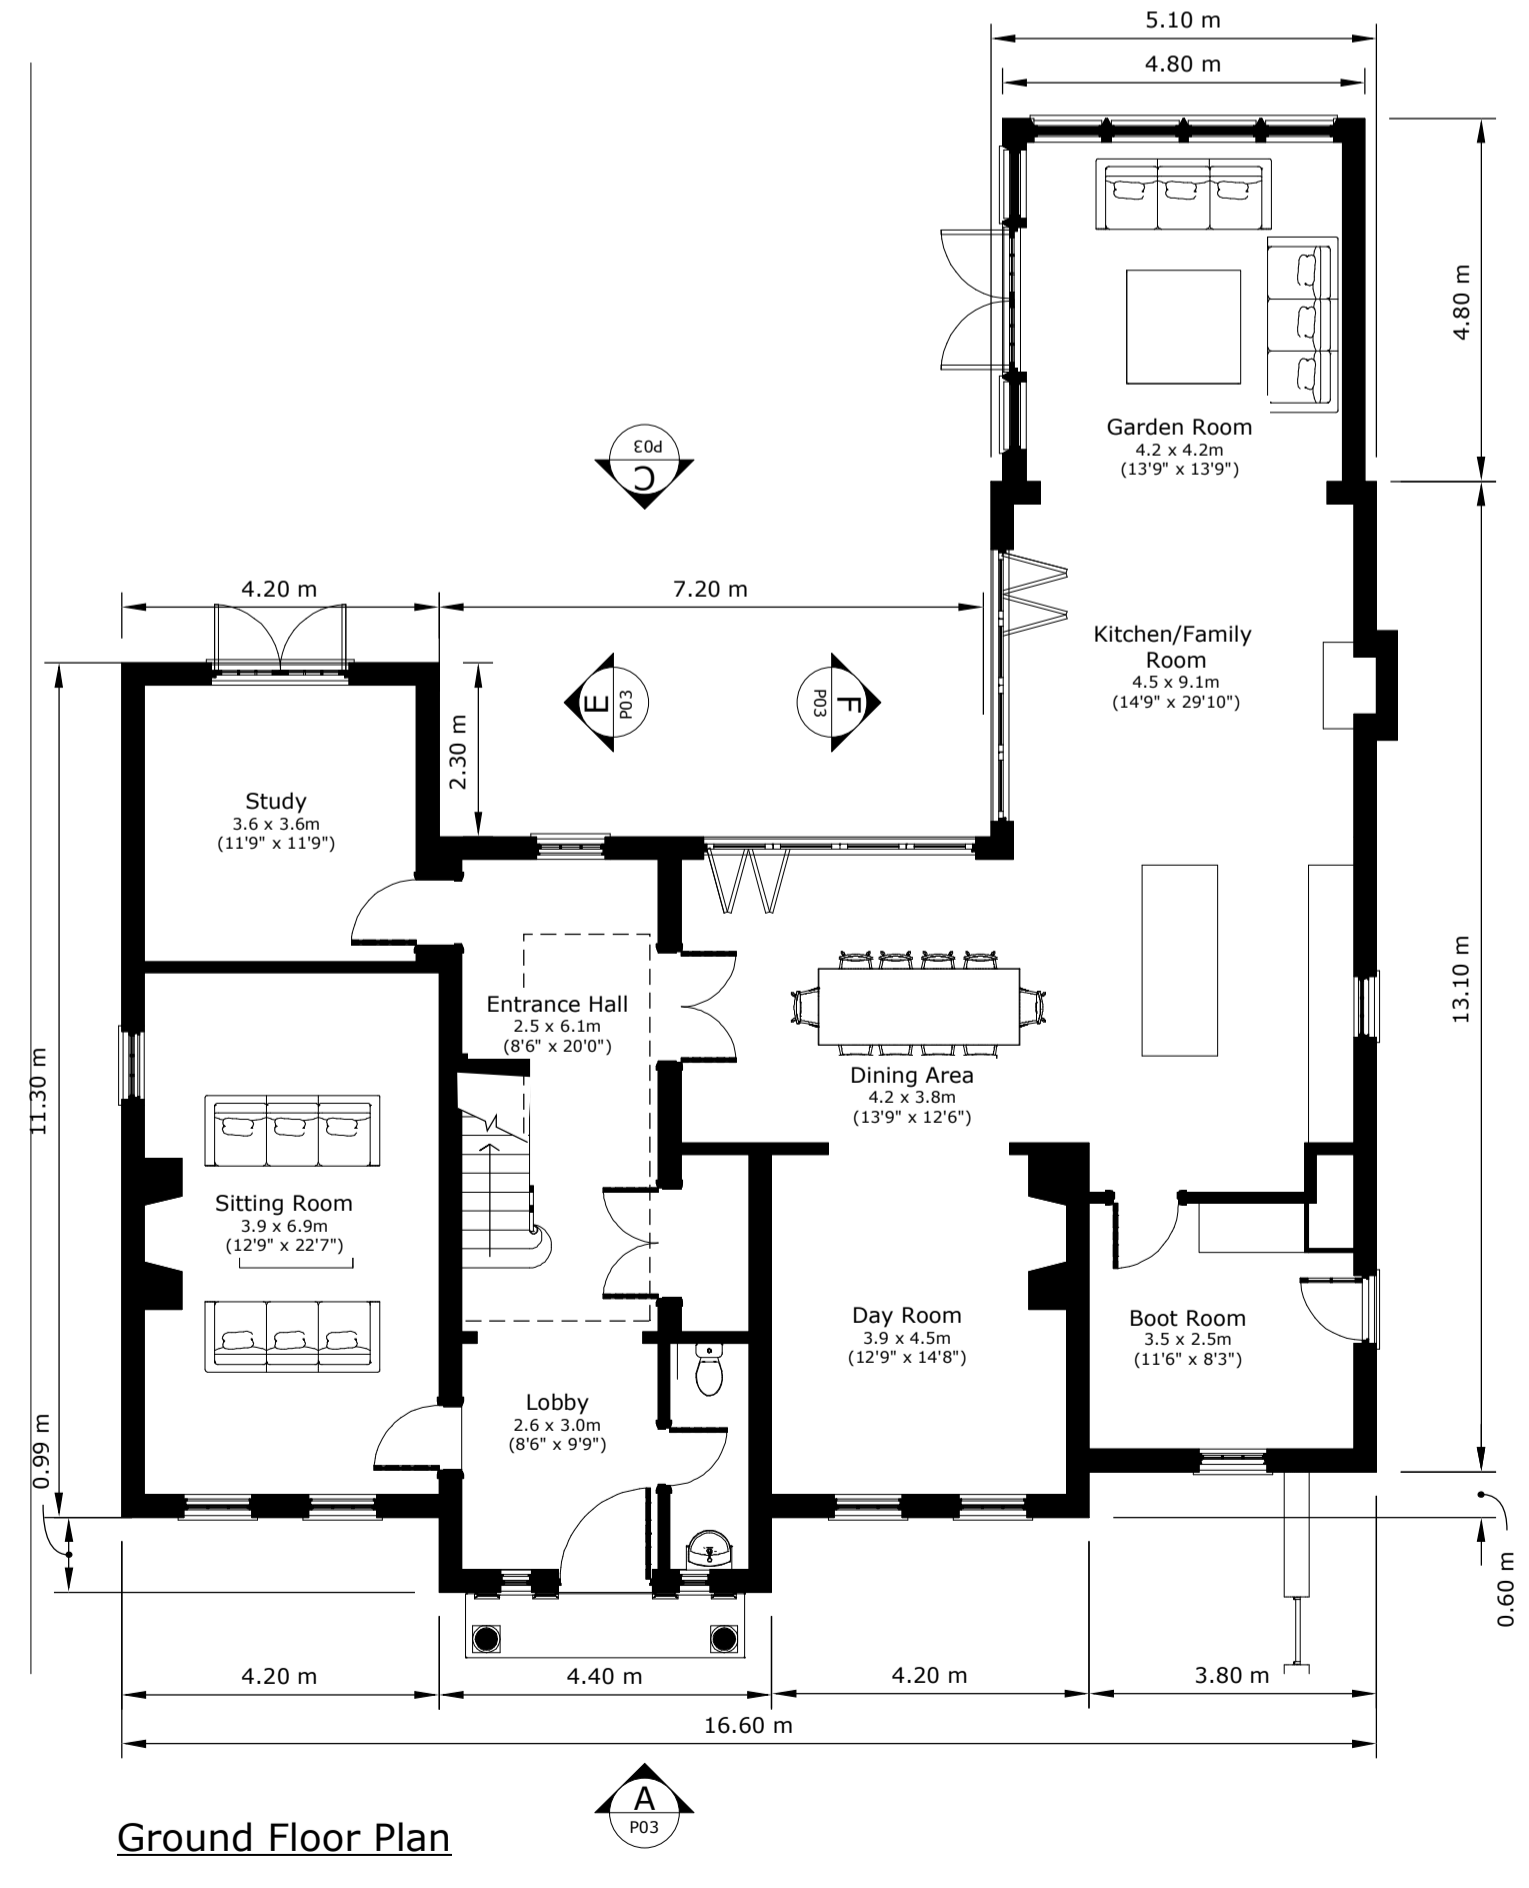 5.10 m
4.80 m
4.80 m
Garden Room
4.2 x 4.2m
(13'9" x 13'9")
P03
C
4.20 m
7.20 m
Kitchen/Family
Room
4.5 x 9.1m
(14'9" x 29'10")
E
P03
P03
F
2.30 m
Study
3.6 x 3.6m
(11'9" x 11'9")
13.10 m
Entrance Hall
2.5 x 6.1m
(8'6" x 20'0")
11.30 m
Dining Area
4.2 x 3.8m
(13'9" x 12'6")
Sitting Room
3.9 x 6.9m
(12'9" x 22'7")
Day Room
3.9 x 4.5m
(12'9" x 14'8")
Boot Room
3.5 x 2.5m
(11'6" x 8'3")
Lobby
2.6 x 3.0m
(8'6" x 9'9")
0.99 m
0.60 m
4.20 m
4.40 m
4.20 m
3.80 m
16.60 m
A
P03
Ground Floor Plan